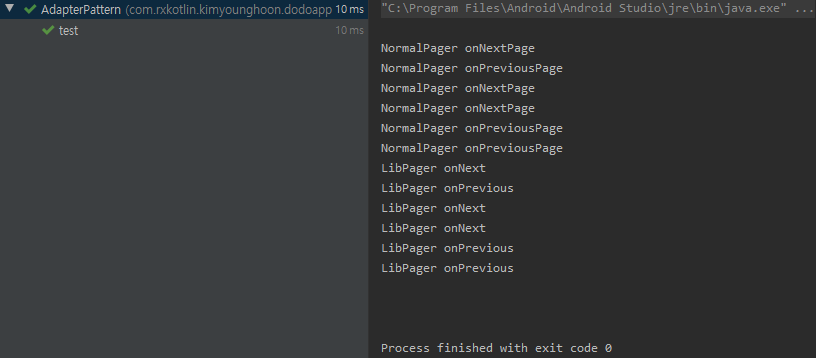 AdapterPattern (com.rxkotlin.kimyounghoon.dodoapp 10 ms
test 10 ms
"C:\Program Files\Android\Android Studio\jre\bin\java.exe" ...
NormalPager onNextPage
NormalPager onPreviousPage
NormalPager onNextPage
NormalPager onNextPage
NormalPager onPreviousPage
NormalPager onPreviousPage
LibPager onNext
LibPager onPrevious
LibPager onNext
LibPager onNext
LibPager onPrevious
LibPager onPrevious
Process finished with exit code 0